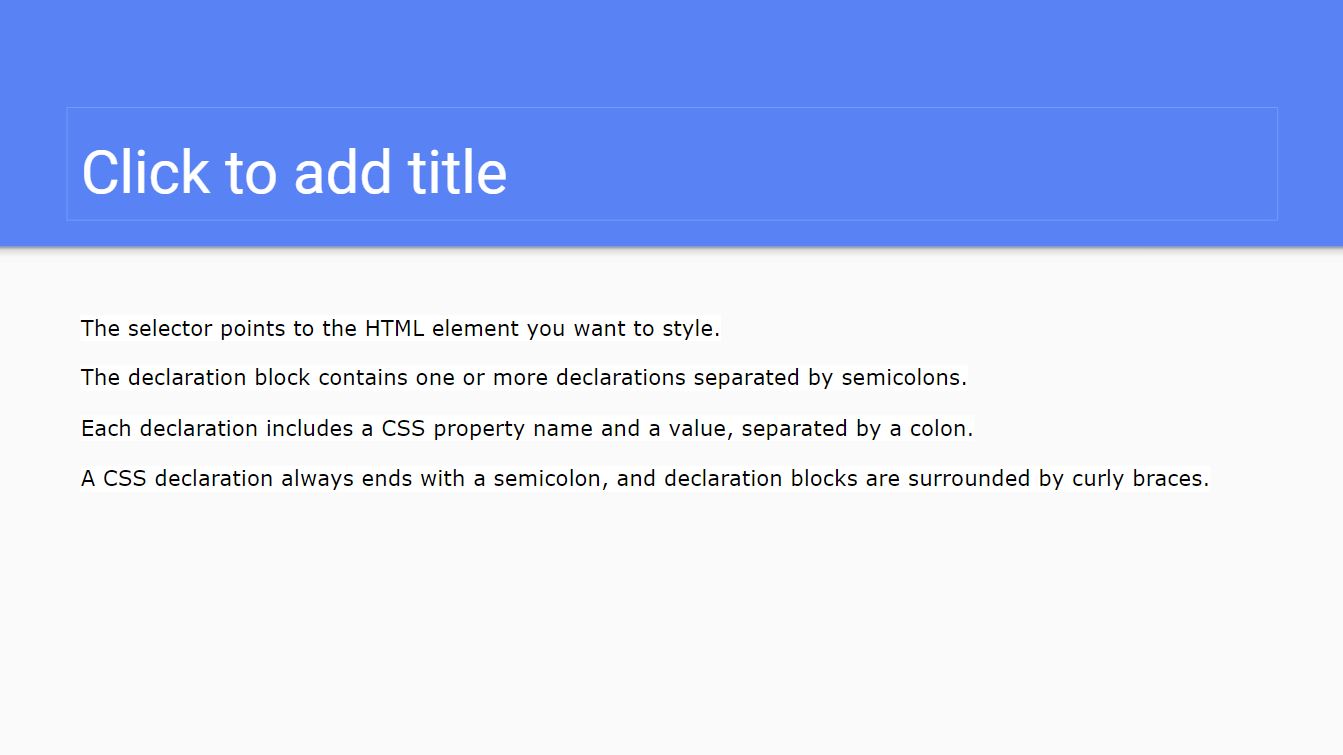 Click to add title
The selector points to the HTML element you want to style.
The declaration block contains one or more declarations separated by semicolons.
Each declaration includes a CSS property name and a value, separated by a colon.
A CSS declaration always ends with a semicolon, and declaration blocks are surrounded by curly braces.